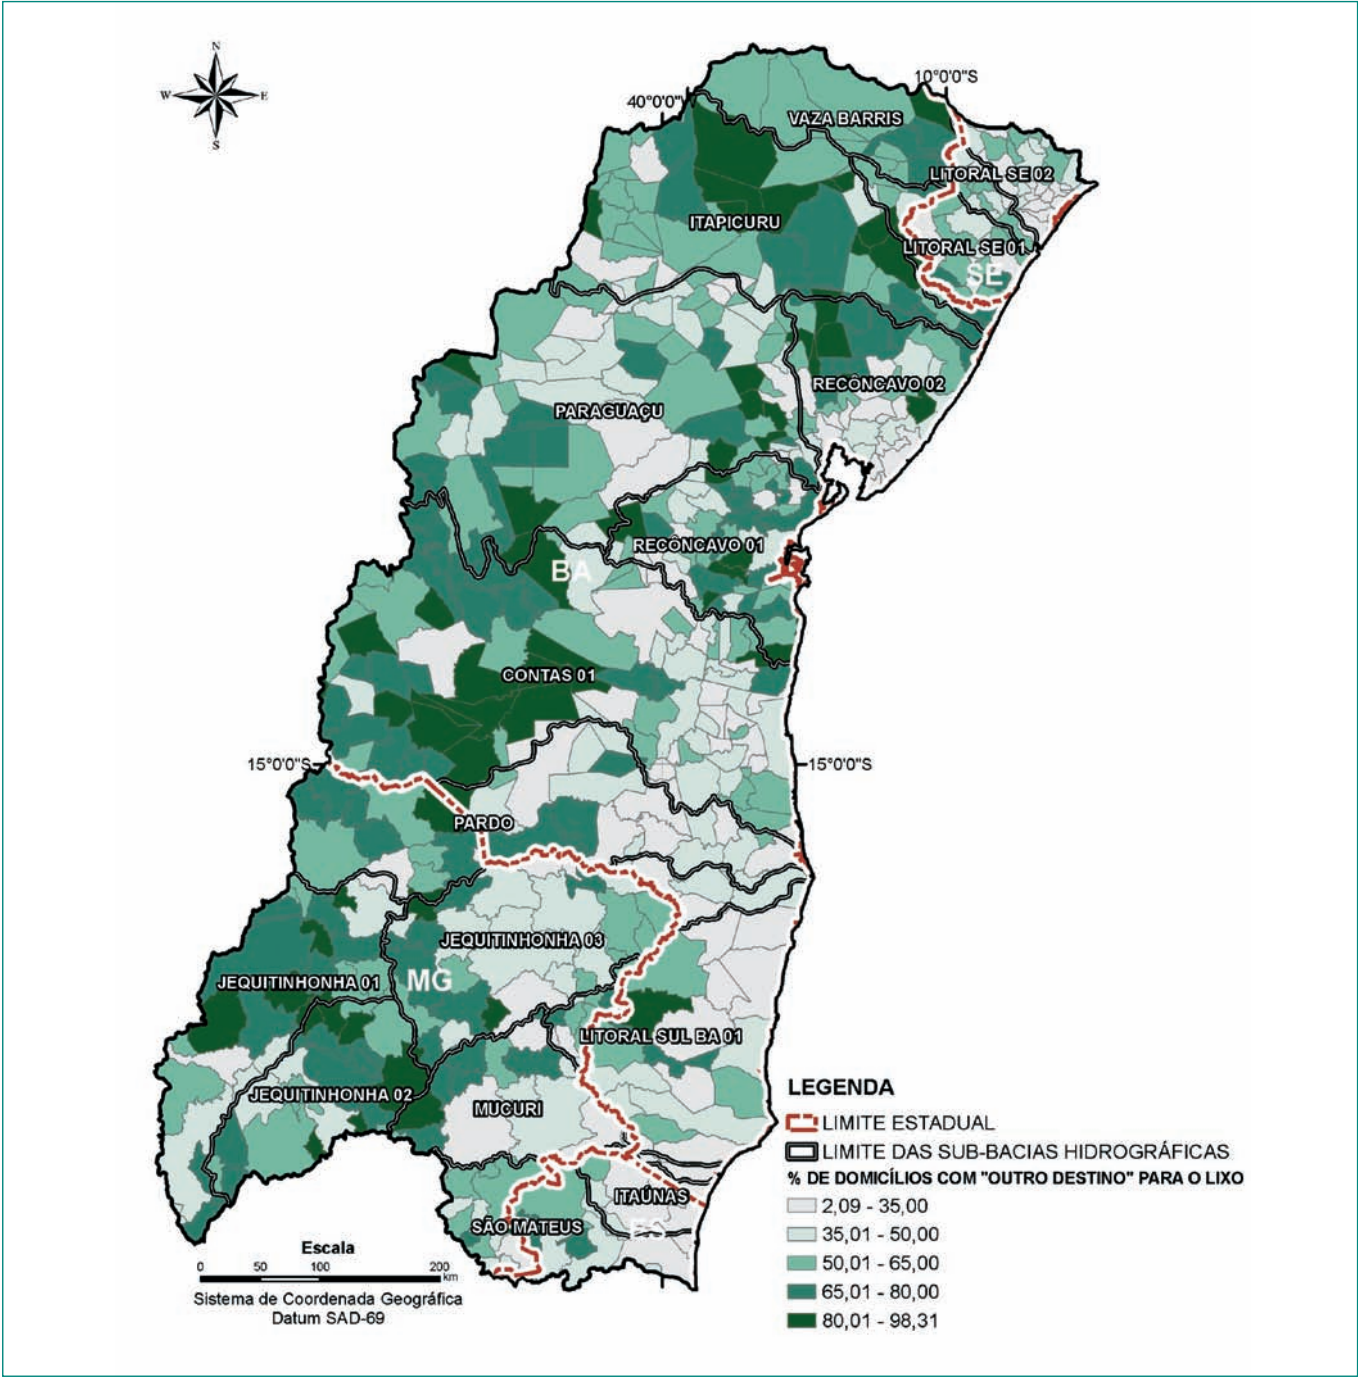 N
W
E
S
40°0'0"W
10°0'0"S
VAZA BARRIS
LITORAL SE 02
ITAPICURU
LITORAL SE 01
SE
RECÔNCAVO 02
PARAGUAÇU
RECÔNCAVO 01
BA
CONTAS 01
15°0'0"S
15°0'0"S
PARDO
JEQUITINHONHA 03
JEQUITINHONHA 01
MG
LITORAL SUL BA 01
JEQUITINHONHA 02
MUCURI
ITAÚNAS
SÃO MATEUS
ES
LEGENDA
LIMITE ESTADUAL
LIMITE DAS SUB-BACIAS HIDROGRÁFICAS
% DE DOMICÍLIOS COM "OUTRO DESTINO" PARA O LIXO
2,09 - 35,00
35,01 - 50,00
50,01 - 65,00
65,01 - 80,00
80,01 - 98,31
Escala
0 50 100 200
km
Sistema de Coordenada Geográfica
Datum SAD-69